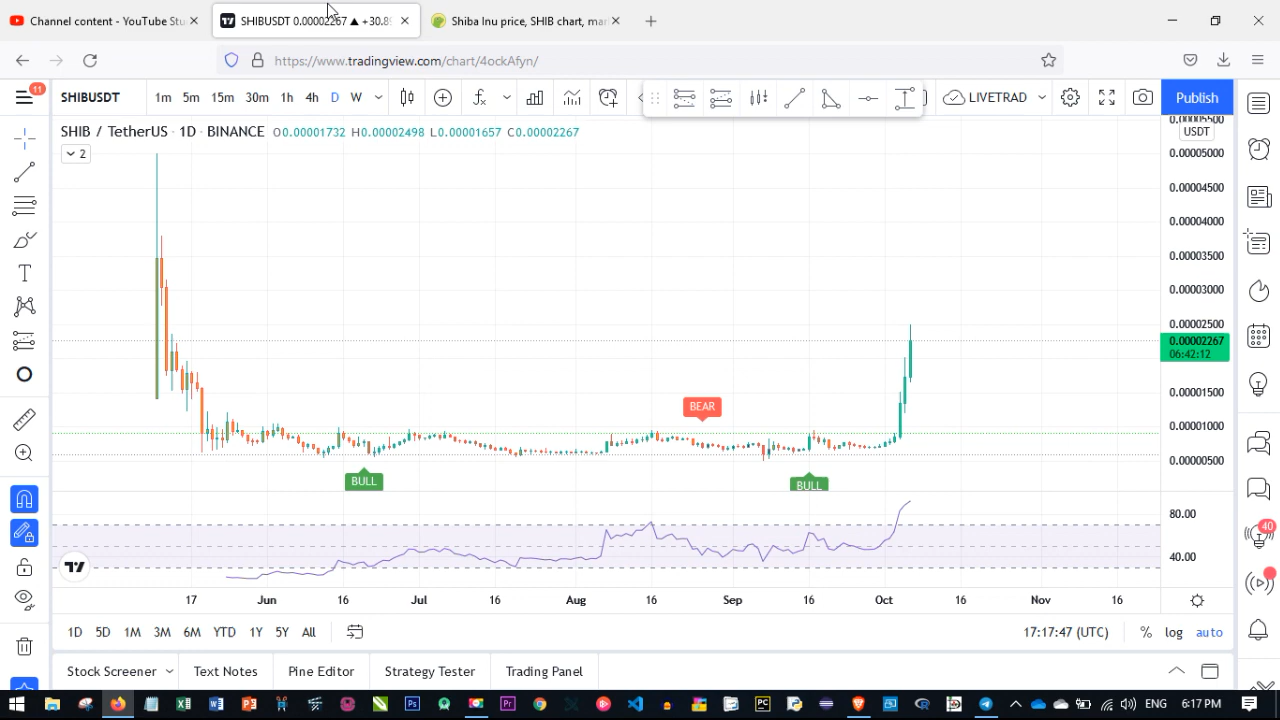 Content - YouTube Stu
SHIBUSDT 0.00002267 ▲ +30.8
Shiba Inu price, SHIB chart, ma
https://www.tradingview.com/chart/4ockAfyn/
11
SHIBUSDT 1m 5m 15m 30m 1h 4h D W LIVETRAD Publish
SHIB / TetherUS · 1D · BINANCE O0.00001732 H0.00002498 L0.00001657 C0.00002267
2
USDT
0.00005000
0.00004500
0.00004000
0.00003500
0.00003000
0.00002500
0.00002267
06:42:12
0.00001500
0.00001000
0.00000500
BEAR
BULL
BULL
80.00
40.00
40
17 Jun 16 Jul 16 Aug 16 Sep 16 Oct 16 Nov 16
1D 5D 1M 3M 6M YTD 1Y 5Y All 17:17:47 (UTC) % log auto
Stock Screener Text Notes Pine Editor Strategy Tester Trading Panel
ENG 6:17 PM